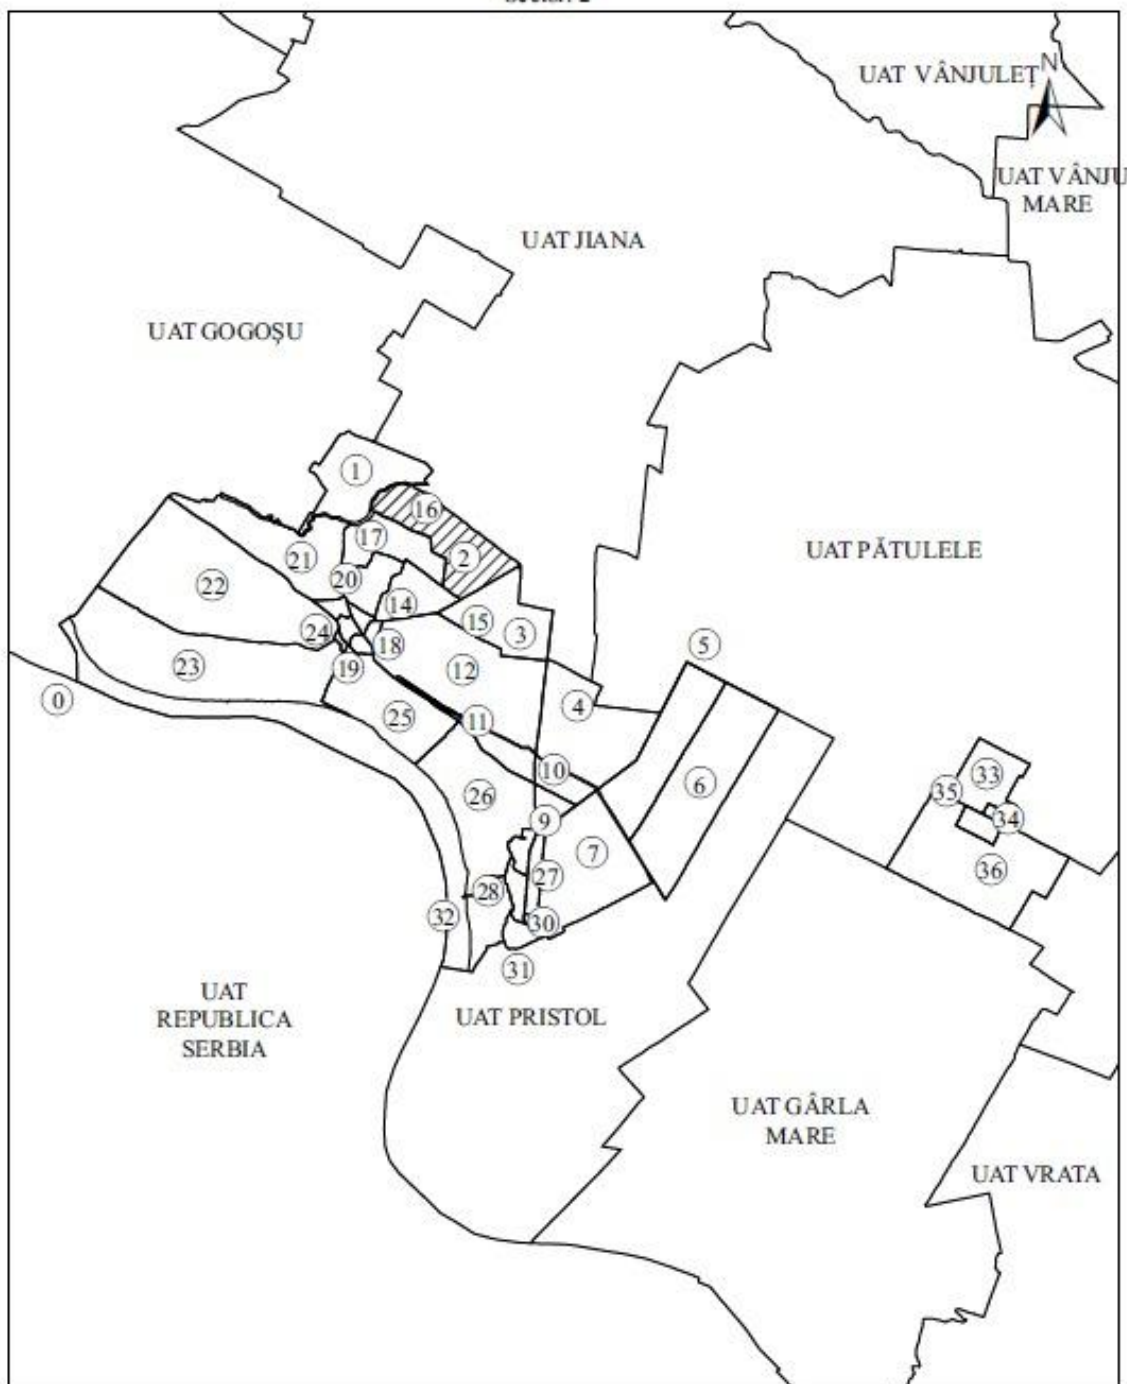 UAT VÂNJULEȚ
N
UAT VÂNJU
MARE
UAT JIANA
UAT GOGOȘU
1
16
17
2
UAT PĂTULELE
21
20
22
14
15
3
24
18
5
12
19
23
0
4
25
11
10
6
33
26
35
9
34
7
36
27
28
32
30
31
UAT
REPUBLICA
SERBIA
UAT PRISTOL
UAT GÂRLA
MARE
UAT VRATA